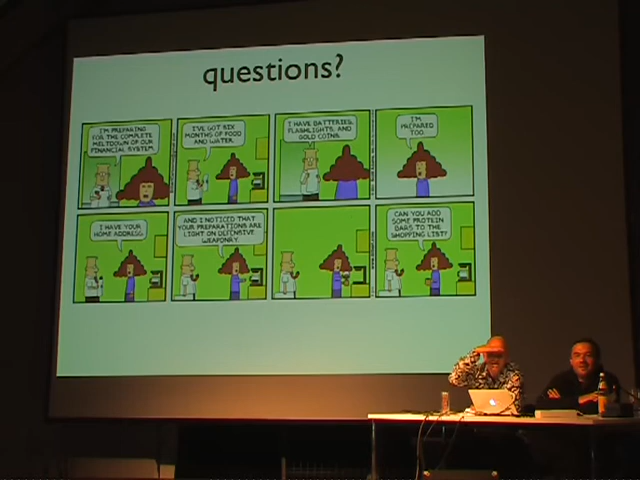 questions?
I'M PREPARING
FOR THE COMPLETE
MELTDOWN OF OUR
FINANCIAL SYSTEM.
I'VE GOT SIX
MONTHS OF FOOD
AND WATER.
I HAVE BATTERIES,
FLASHLIGHTS, AND
GOLD COINS.
I'M
PREPARED
TOO.
I HAVE YOUR
HOME ADDRESS.
AND I NOTICED THAT
YOUR PREPARATIONS ARE
LIGHT ON DEFENSIVE
WEAPONRY.
CAN YOU ADD
SOME PROTEIN
BARS TO THE
SHOPPING LIST?